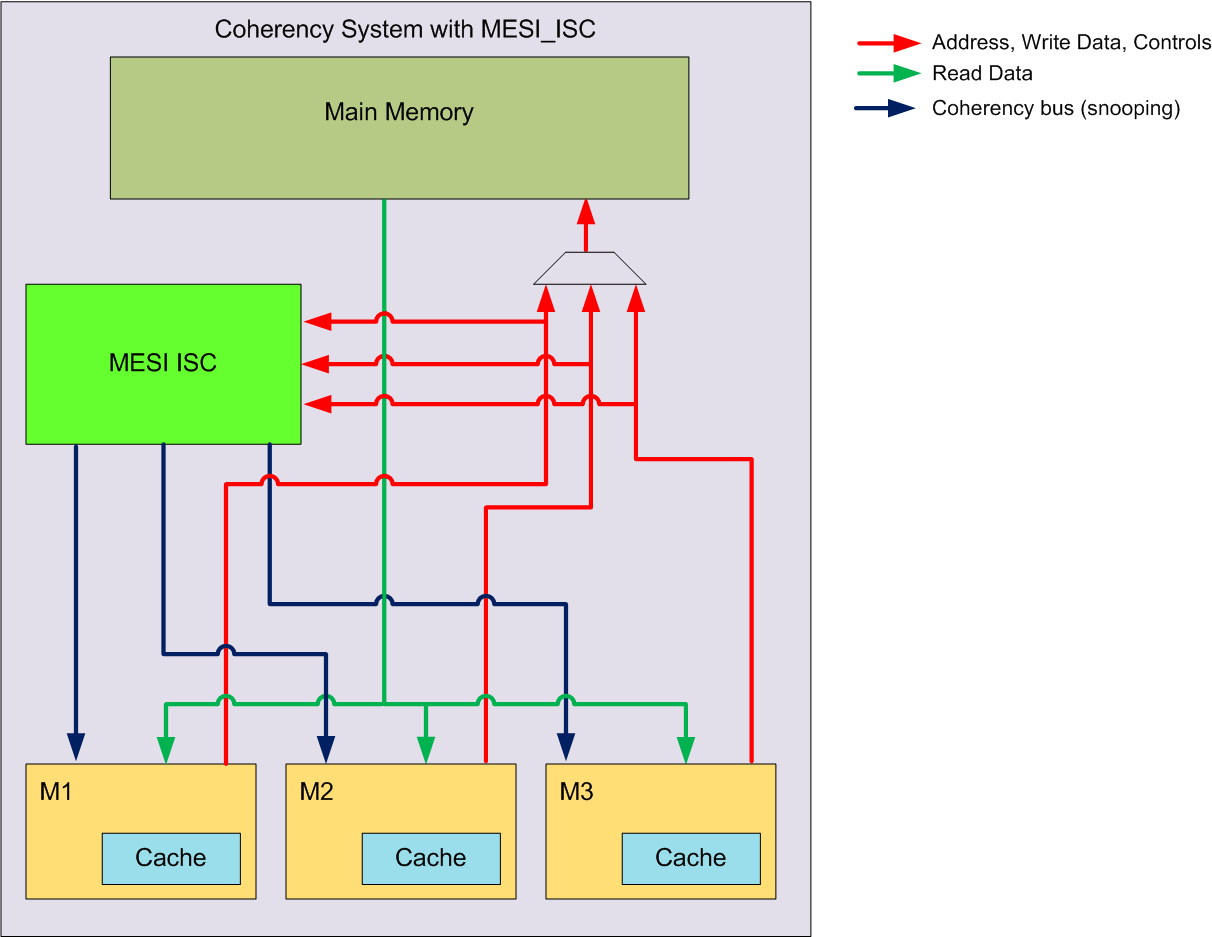 Coherency System with MESI_ISC
Main Memory
MESI ISC
M1
Cache
M2
Cache
M3
Cache
Address, Write Data, Controls
Read Data
Coherency bus (snooping)